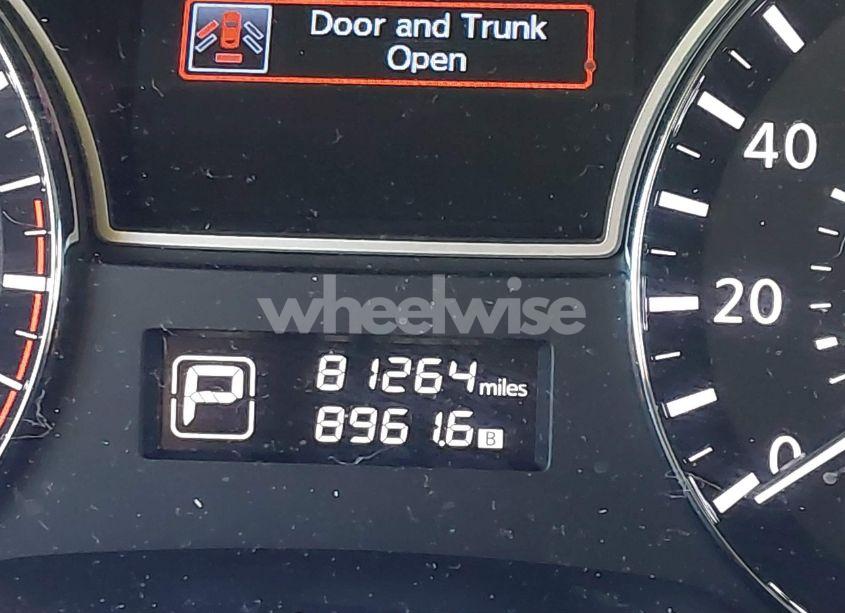 Door and Trunk
Open
40
20
0
wheelwise
P
81264 miles
8961.6 B